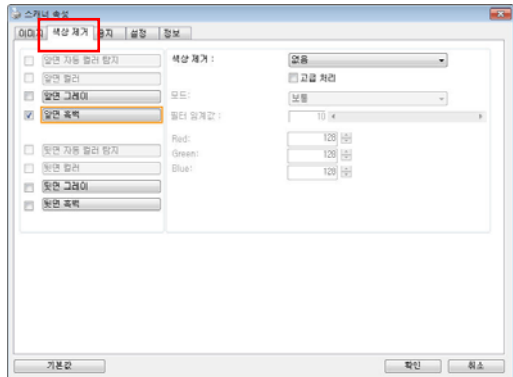 스캐너 속성
이미지 색상 제거 용지 설정 정보
앞면 자동 컬러 탐지
앞면 컬러
앞면 그레이
앞면 흑백
뒷면 자동 컬러 탐지
뒷면 컬러
뒷면 그레이
뒷면 흑백
색상 제거 : 없음
고급 처리
모드: 보통
필터 임계값 : 10
Red: 128
Green: 128
Blue: 128
기본값 확인 취소